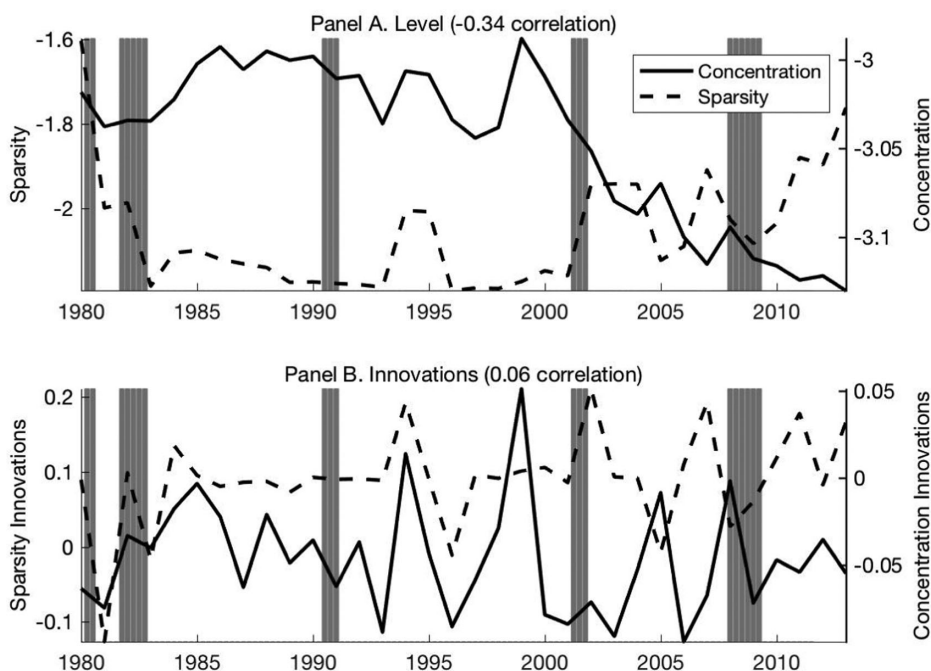 Panel A. Level (-0.34 correlation)
-1.6
-1.8
-2
Sparsity
-3
-3.05
-3.1
Concentration
Concentration
Sparsity
1980 1985 1990 1995 2000 2005 2010
Panel B. Innovations (0.06 correlation)
0.2
0.1
0
-0.1
Sparsity Innovations
0.05
0
-0.05
Concentration Innovations
1980 1985 1990 1995 2000 2005 2010